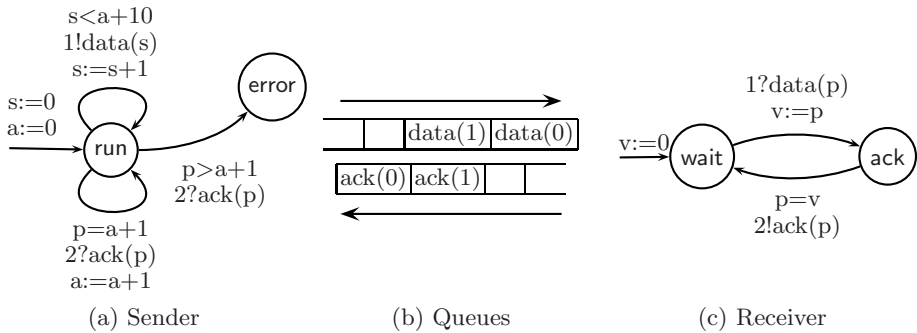 s<a+10
1!data(s)
s:=s+1
s:=0
a:=0
run
error
p>a+1
2?ack(p)
p=a+1
2?ack(p)
a:=a+1
(a) Sender
data(1) data(0)
ack(0) ack(1)
(b) Queues
1?data(p)
v:=p
v:=0
wait
ack
p=v
2!ack(p)
(c) Receiver